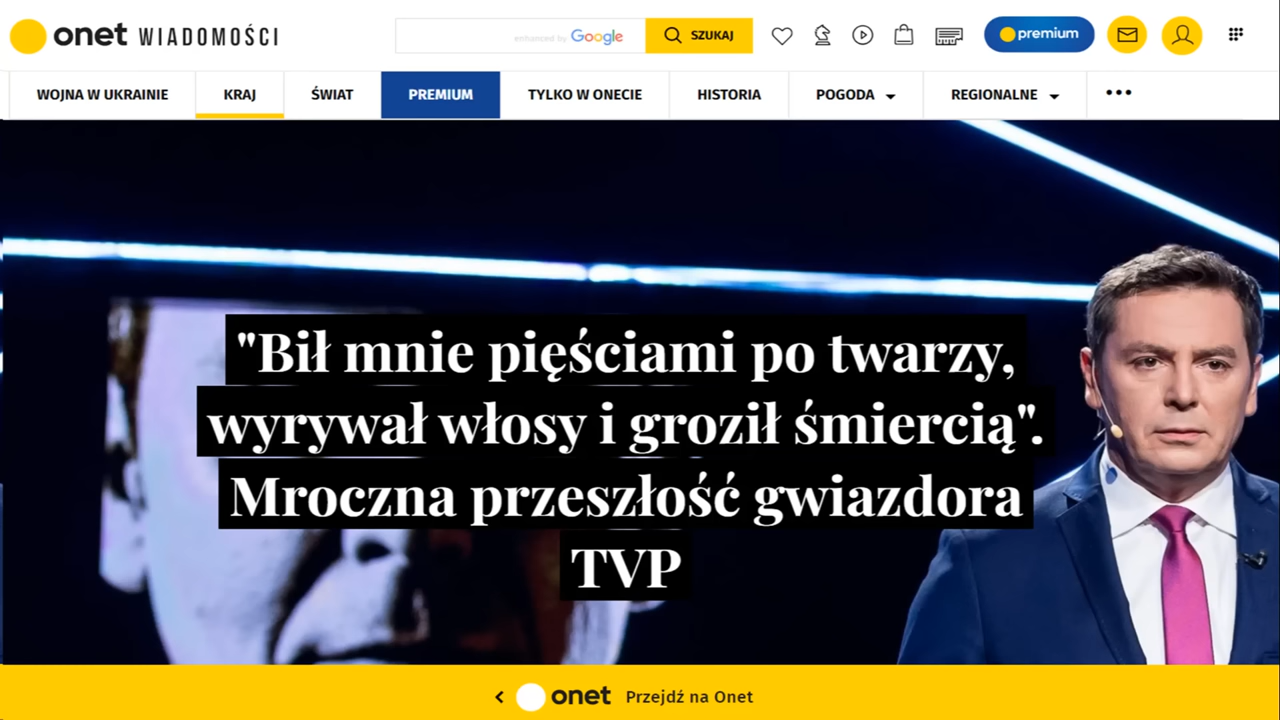 onet WIADOMOŚCI
enhanced by Google
SZUKAJ
premium
WOJNA W UKRAINIE
KRAJ
ŚWIAT
PREMIUM
TYLKO W ONECIE
HISTORIA
POGODA
REGIONALNE
"Bił mnie pięściami po twarzy,
wyrywał włosy i groził śmiercią".
Mroczna przeszłość gwiazdora
TVP
onet Przejdź na Onet